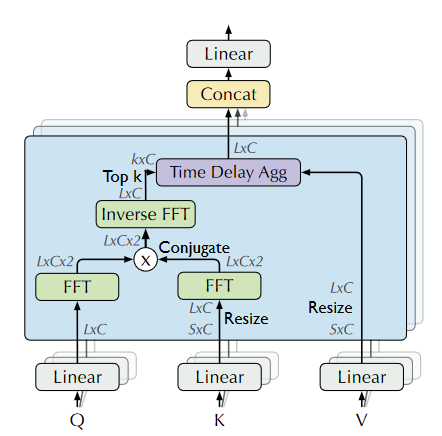 Linear
Concat
LxC
kxC
Top k
Time Delay Agg
LxC
Inverse FFT
LxCx2
Conjugate
LxCx2
X
LxCx2
FFT
FFT
LxC
LxC
Resize
LxC
Resize
SxC
SxC
Linear
Linear
Linear
Q
K
V